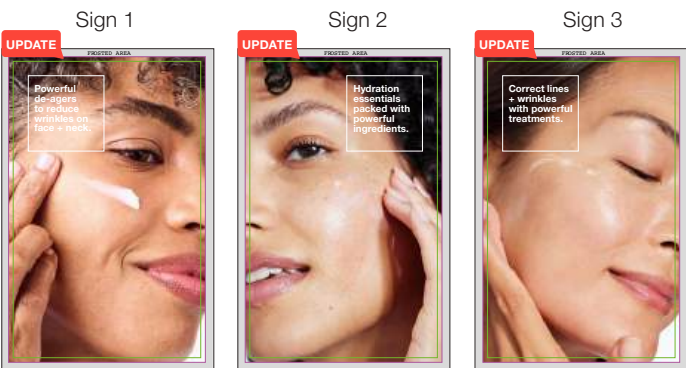 Sign 1
Sign 2
Sign 3
UPDATE
FROSTED AREA
Powerful
de-agers
to reduce
wrinkles on
face + neck.
UPDATE
FROSTED AREA
Hydration
essentials
packed with
powerful
ingredients.
UPDATE
FROSTED AREA
Correct lines
+ wrinkles
with powerful
treatments.